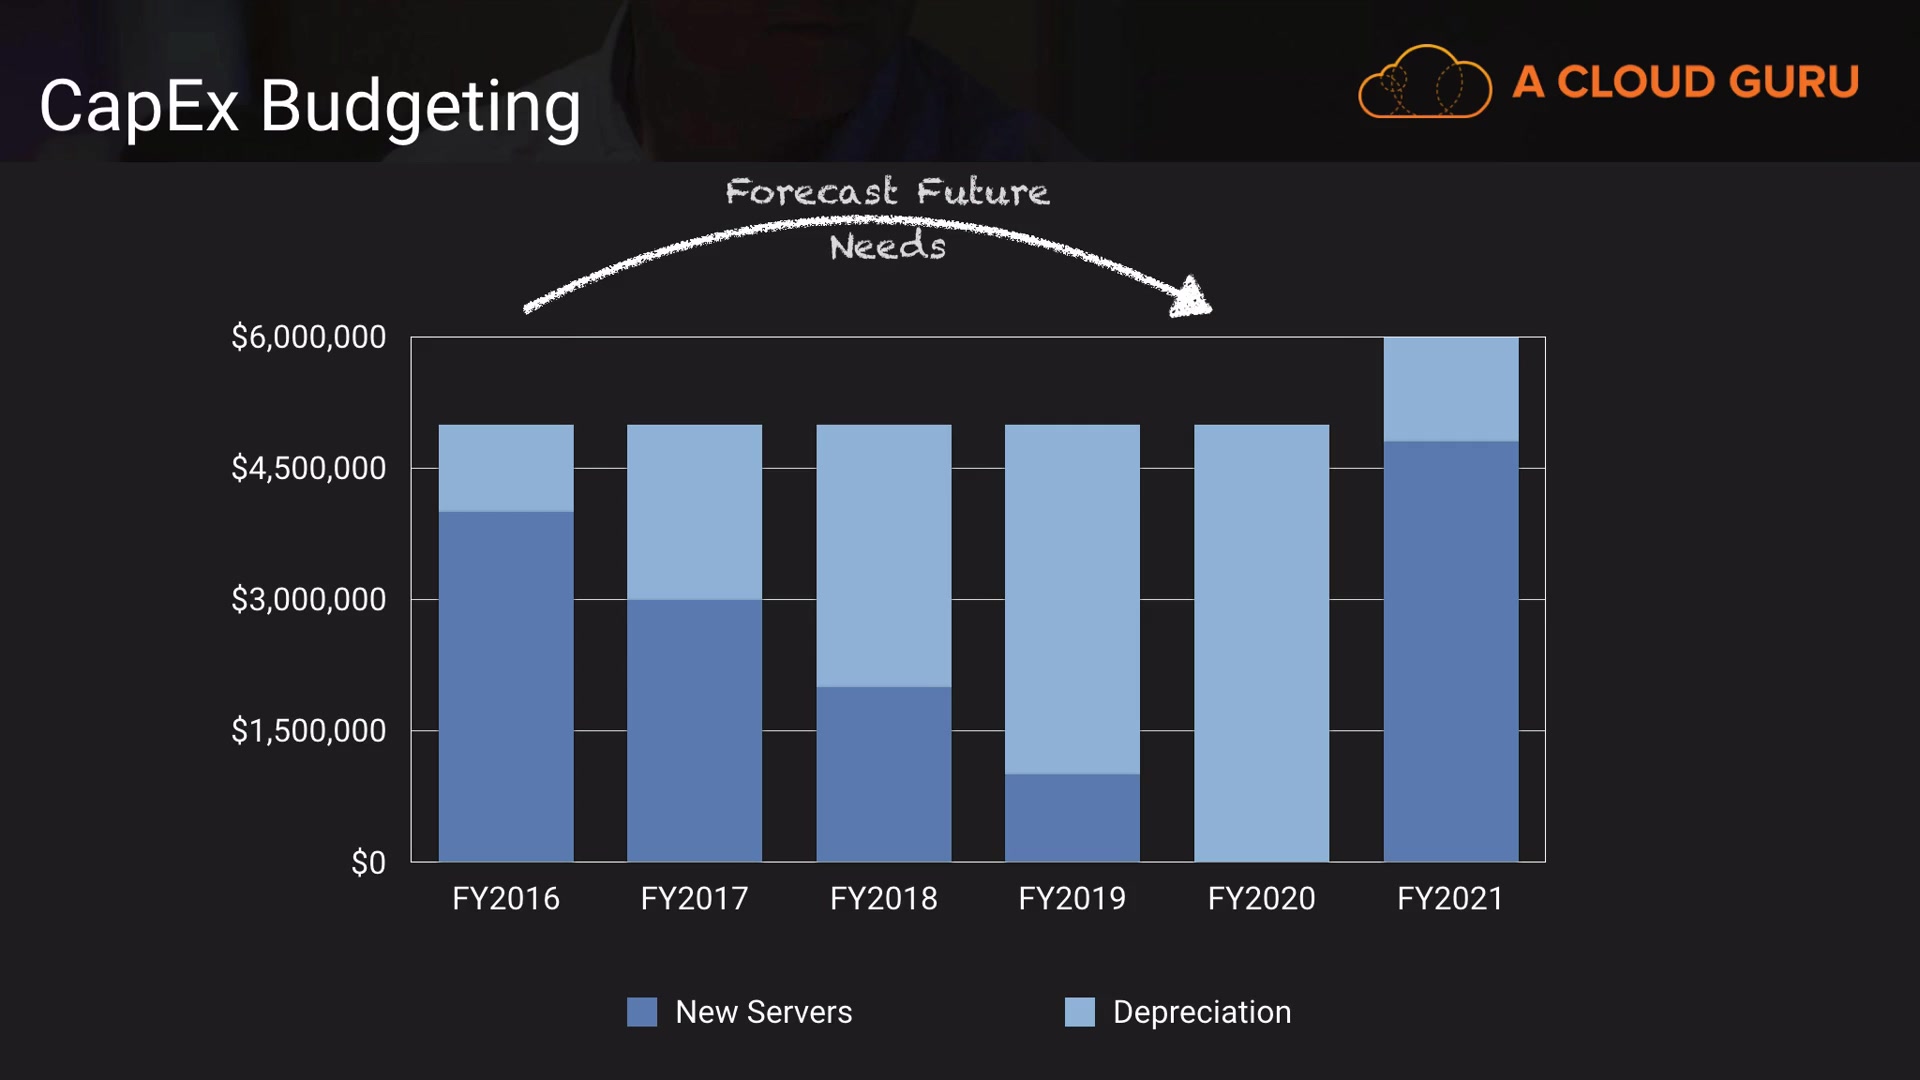 CapEx Budgeting
A CLOUD GURU
Forecast Future
Needs
$6,000,000
$4,500,000
$3,000,000
$1,500,000
$0
FY2016
FY2017
FY2018
FY2019
FY2020
FY2021
New Servers
Depreciation